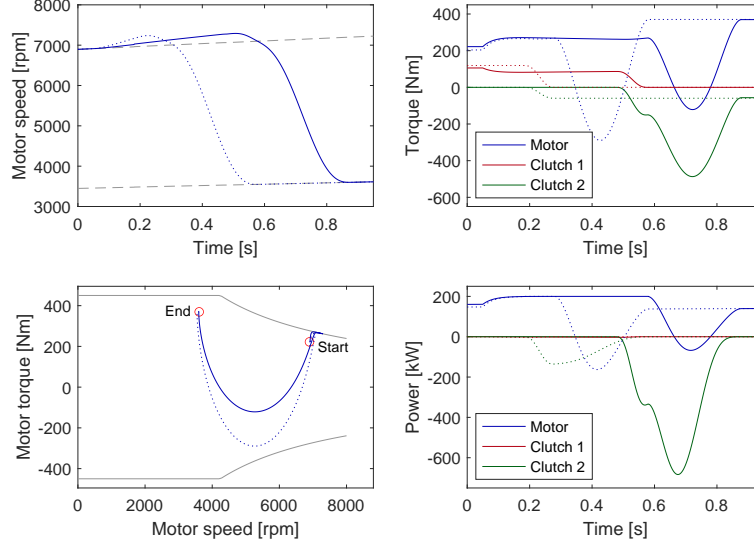 8000
7000
6000
5000
4000
3000
0
0.2
0.4
0.6
0.8
Motor speed [rpm]
Time [s]
400
200
0
-200
-400
-600
0
0.2
0.4
0.6
0.8
Torque [Nm]
Time [s]
Motor
Clutch 1
Clutch 2
400
200
0
-200
-400
0
2000
4000
6000
8000
Motor torque [Nm]
Motor speed [rpm]
End
Start
200
0
-200
-400
-600
0
0.2
0.4
0.6
0.8
Power [kW]
Time [s]
Motor
Clutch 1
Clutch 2